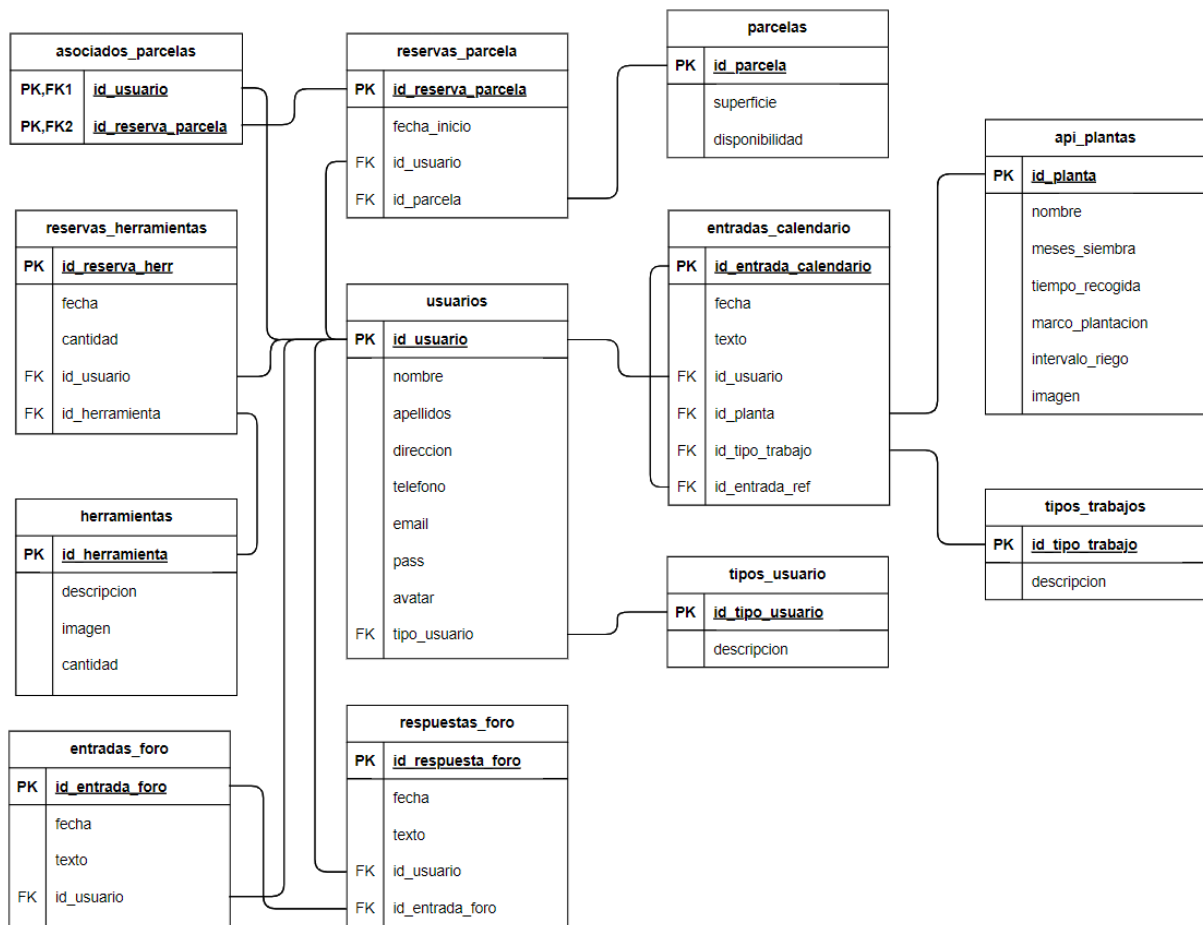 asociados_parcelas
PK,FK1 id_usuario
PK,FK2 id_reserva_parcela
reservas_parcela
PK id_reserva_parcela
fecha_inicio
FK id_usuario
FK id_parcela
parcelas
PK id_parcela
superficie
disponibilidad
api_plantas
PK id_planta
nombre
meses_siembra
tiempo_recogida
marco_plantacion
intervalo_riego
imagen
reservas_herramientas
PK id_reserva_herr
fecha
cantidad
FK id_usuario
FK id_herramienta
usuarios
PK id_usuario
nombre
apellidos
direccion
telefono
email
pass
avatar
FK tipo_usuario
entradas_calendario
PK id_entrada_calendario
fecha
texto
FK id_usuario
FK id_planta
FK id_tipo_trabajo
FK id_entrada_ref
herramientas
PK id_herramienta
descripcion
imagen
cantidad
tipos_trabajos
PK id_tipo_trabajo
descripcion
tipos_usuario
PK id_tipo_usuario
descripcion
entradas_foro
PK id_entrada_foro
fecha
texto
FK id_usuario
respuestas_foro
PK id_respuesta_foro
fecha
texto
FK id_usuario
FK id_entrada_foro